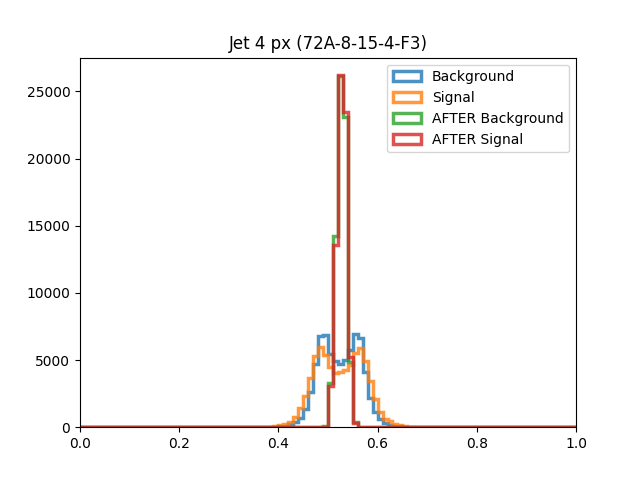 Jet 4 px (72A-8-15-4-F3)
Background
Signal
AFTER Background
AFTER Signal
25000
20000
15000
10000
5000
0
0.0 0.2 0.4 0.6 0.8 1.0